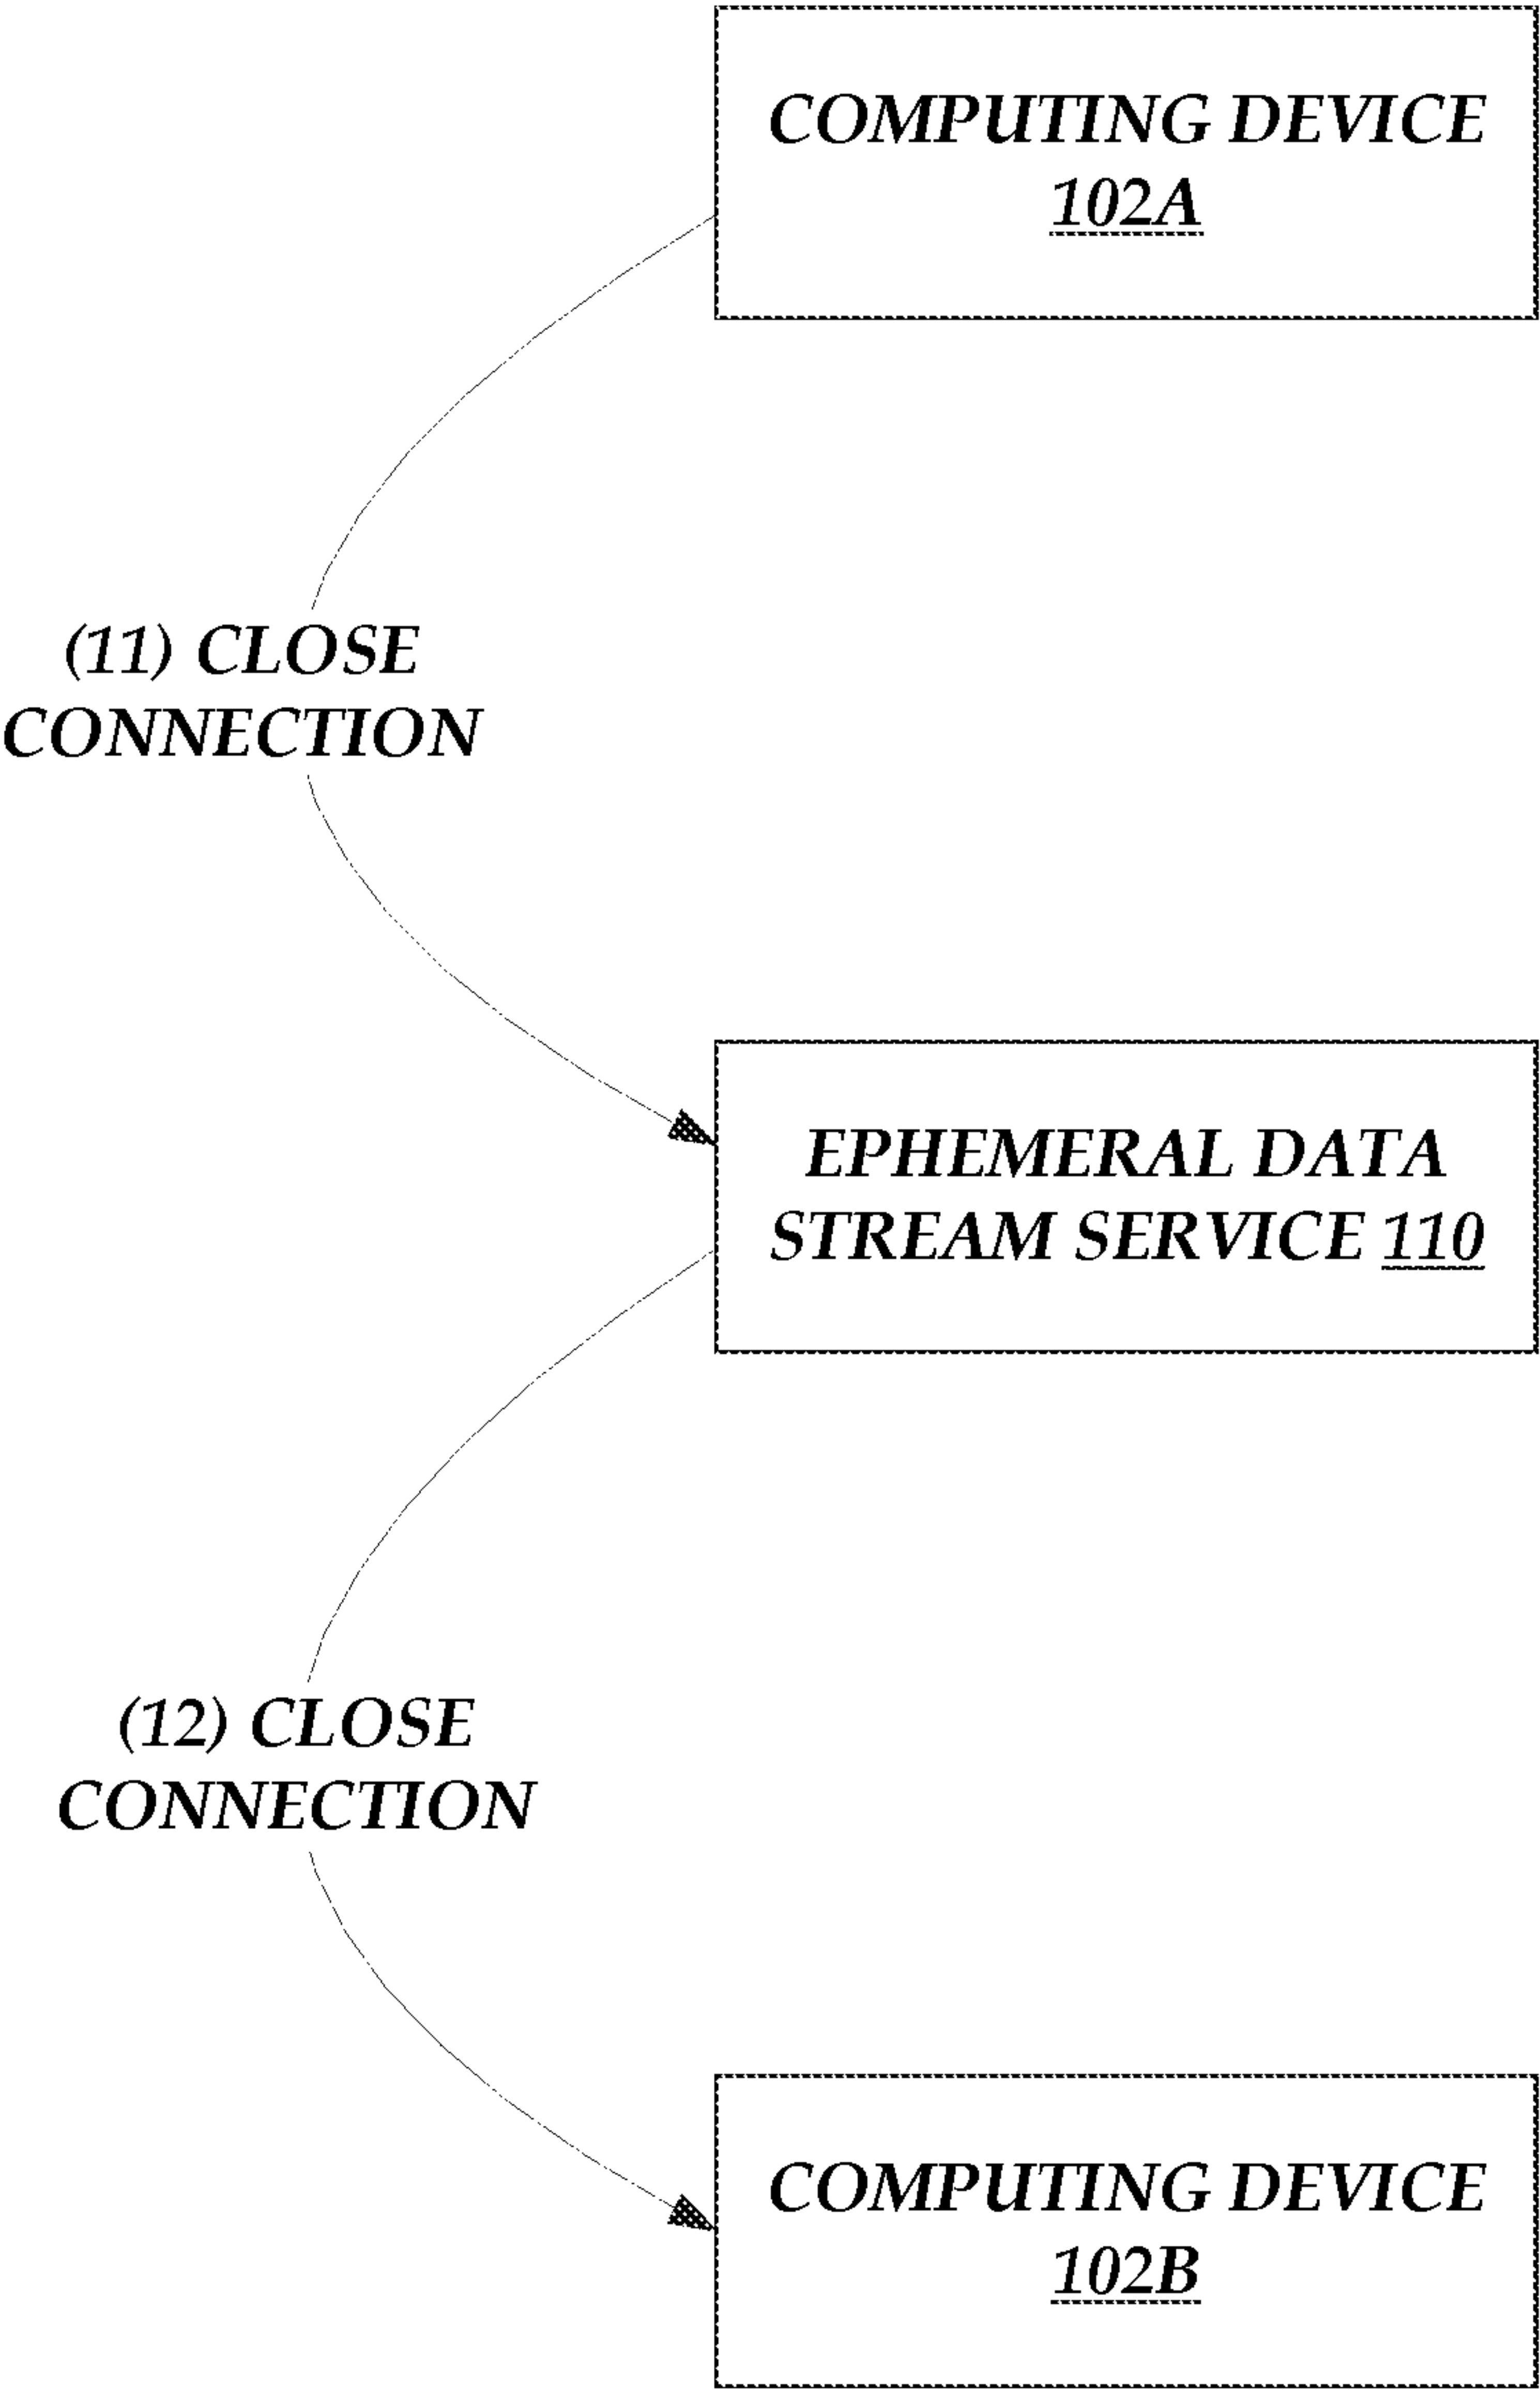 COMPUTING DEVICE
102A
(11) CLOSE
CONNECTION
EPHEMERAL DATA
STREAM SERVICE 110
(12) CLOSE
CONNECTION
COMPUTING DEVICE
102B